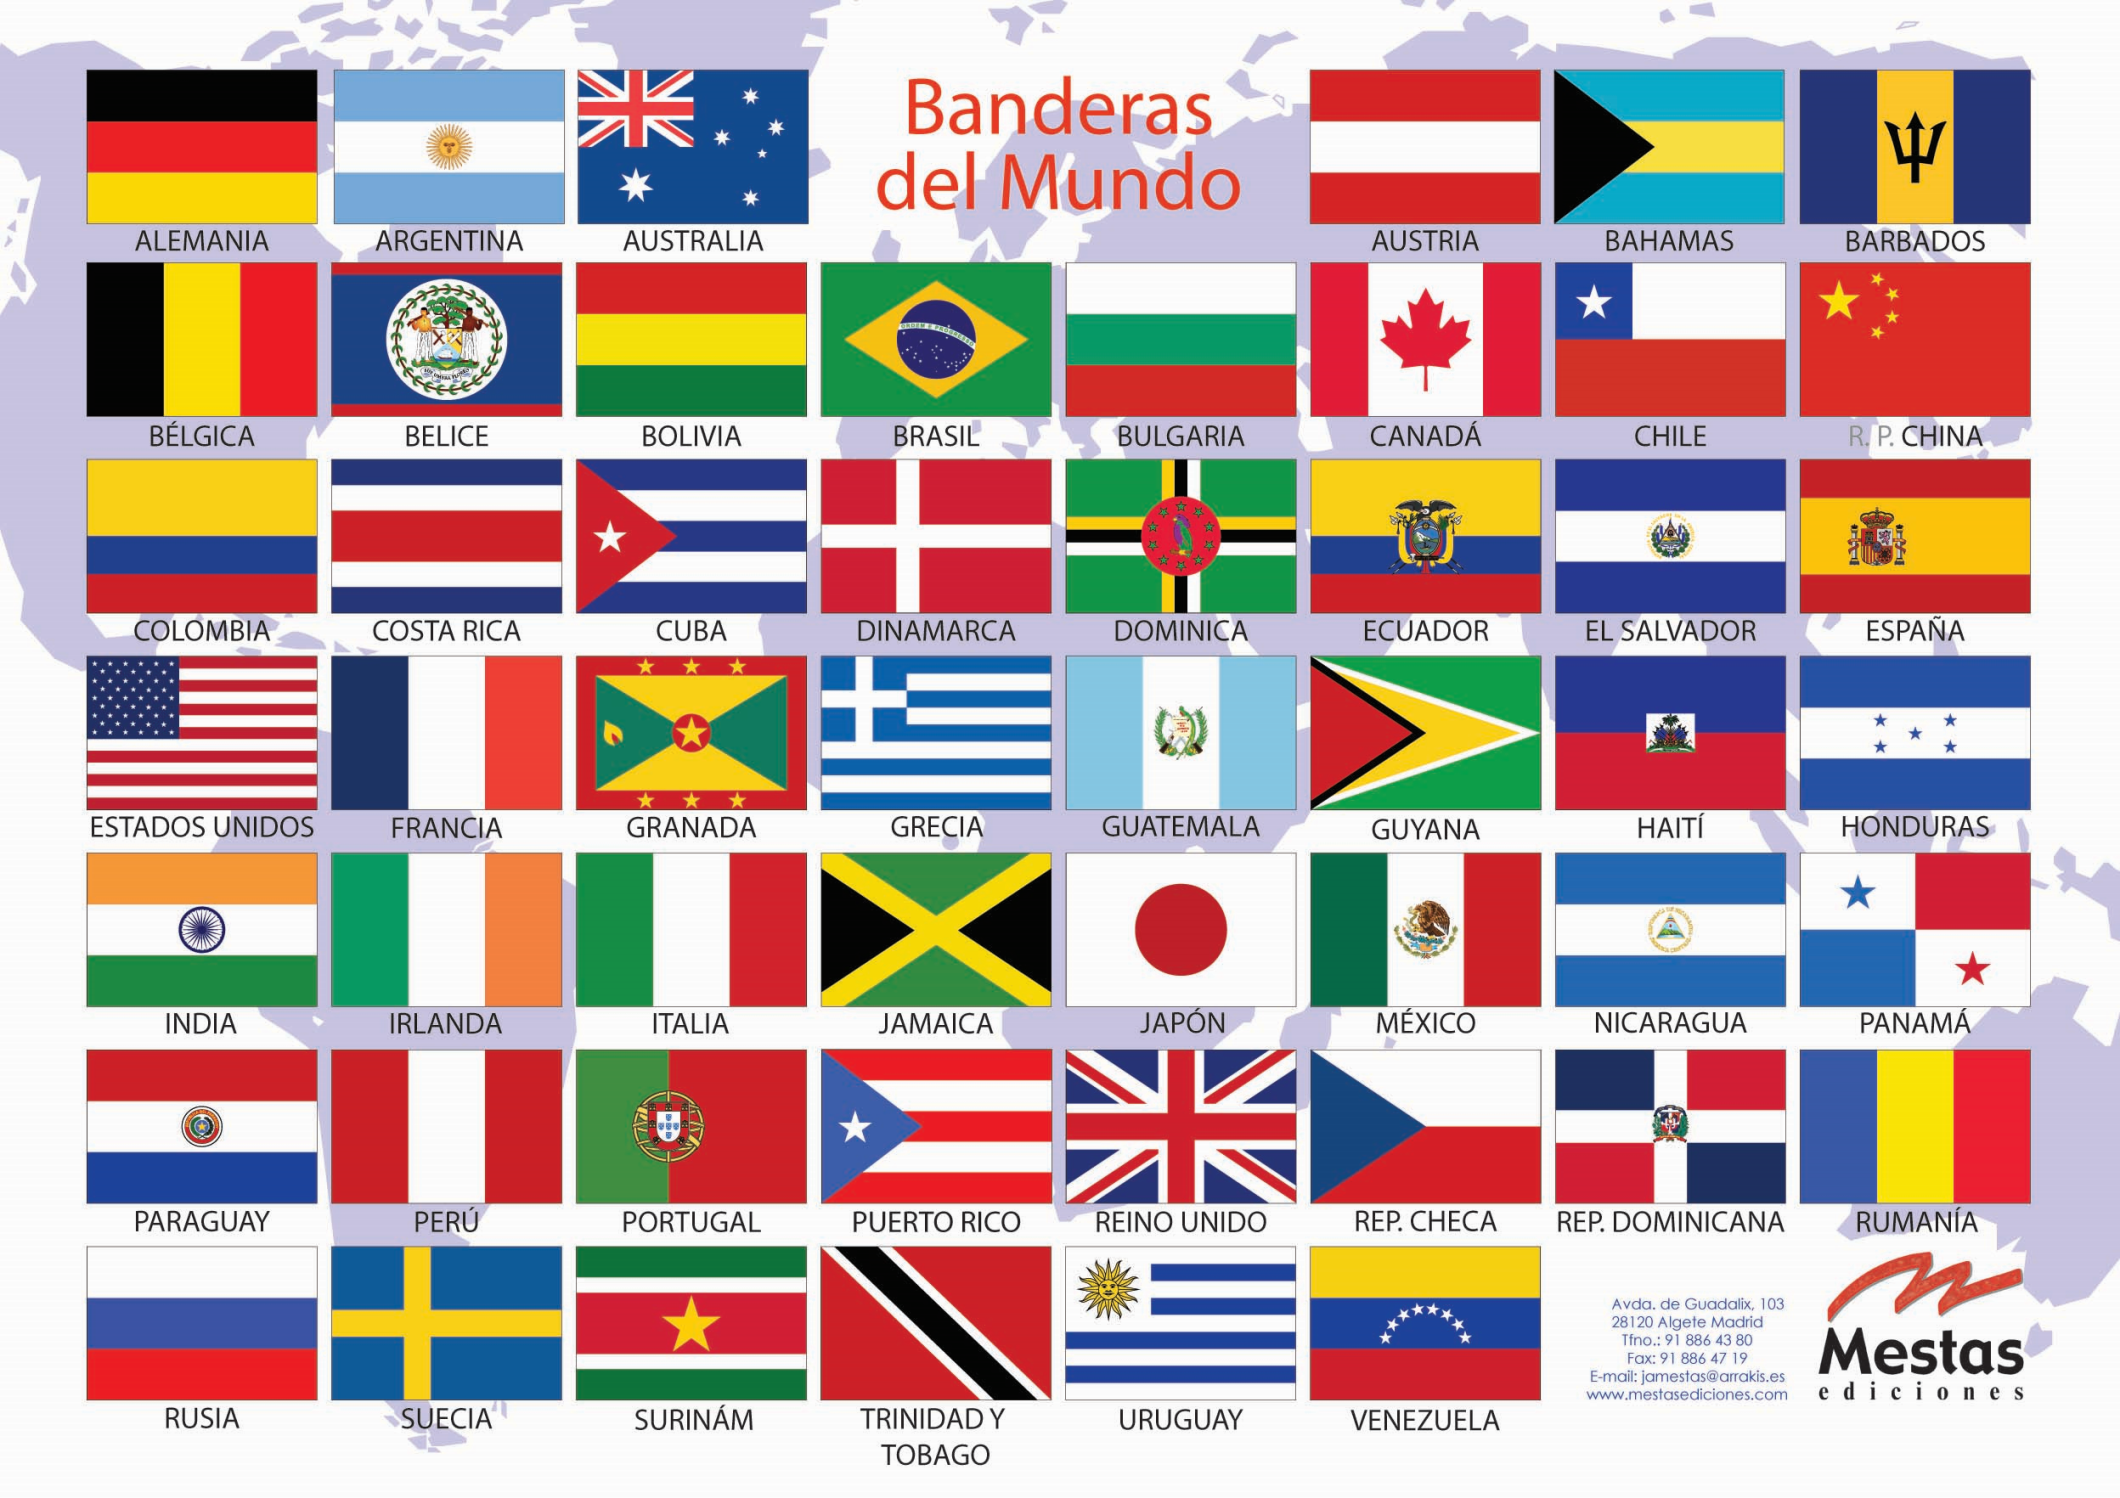 Banderas
del Mundo
ALEMANIA
ARGENTINA
AUSTRALIA
AUSTRIA
BAHAMAS
BARBADOS
BÉLGICA
BELICE
BOLIVIA
BRASIL
BULGARIA
CANADÁ
CHILE
R. P. CHINA
COLOMBIA
COSTA RICA
CUBA
DINAMARCA
DOMINICA
ECUADOR
EL SALVADOR
ESPAÑA
ESTADOS UNIDOS
FRANCIA
GRANADA
GRECIA
GUATEMALA
GUYANA
HAITÍ
HONDURAS
INDIA
IRLANDA
ITALIA
JAMAICA
JAPÓN
MÉXICO
NICARAGUA
PANAMÁ
PARAGUAY
PERÚ
PORTUGAL
PUERTO RICO
REINO UNIDO
REP. CHECA
REP. DOMINICANA
RUMANÍA
RUSIA
SUECIA
SURINÁM
TRINIDAD Y
TOBAGO
URUGUAY
VENEZUELA
Avda. de Guadalix, 103
28120 Algete Madrid
Tfno.: 91 886 43 80
Fax: 91 886 47 19
E-mail: jamestas@arrakis.es
www.mestasediciones.com
Mestas
ediciones